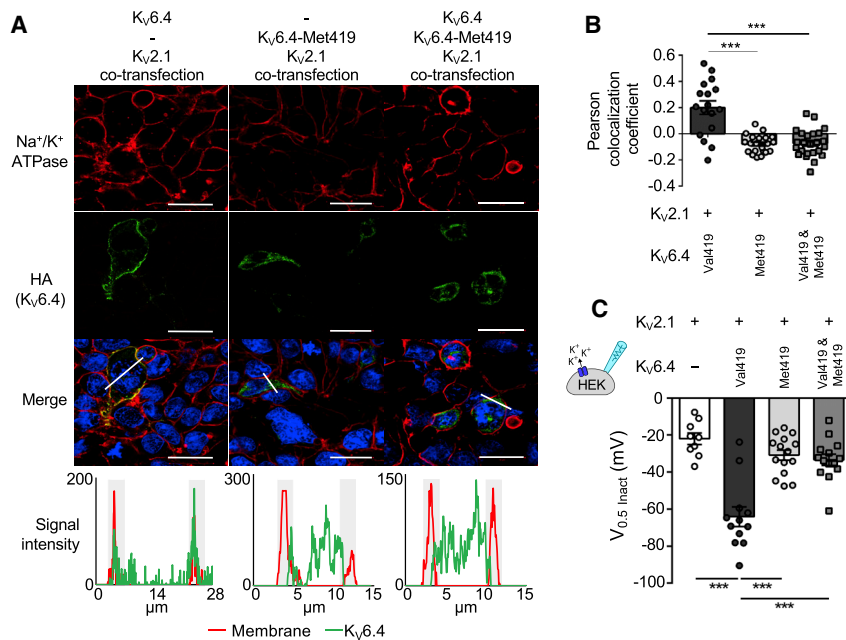 A
Kᵥ6.4
-
Kᵥ2.1
co-transfection
-
Kᵥ6.4-Met419
Kᵥ2.1
co-transfection
Kᵥ6.4
Kᵥ6.4-Met419
Kᵥ2.1
co-transfection
Na⁺/K⁺
ATPase
HA
(Kᵥ6.4)
Merge
Signal
intensity
200
0
0 14 28
µm
300
0
0 5 10 15
µm
150
0
0 5 10 15
µm
Membrane Kᵥ6.4
B
***
***
Pearson
colocalization
coefficient
0.6
0.4
0.2
0.0
-0.2
-0.4
Kᵥ2.1 + + +
Kᵥ6.4
Val419
Met419
Val419 &
Met419
C
Kᵥ2.1 + + + +
Kᵥ6.4 –
Val419
Met419
Val419 &
Met419
K⁺
K⁺ K⁺
HEK
V₀.₅ Inact (mV)
0
-20
-40
-60
-80
-100
*** ***
***